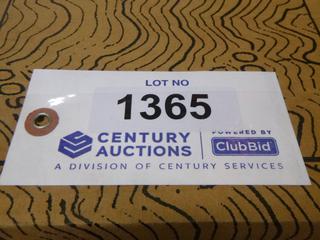 LOT NO
1365
CENTURY
AUCTIONS
POWERED BY
ClubBid
A DIVISION OF CENTURY SERVICES